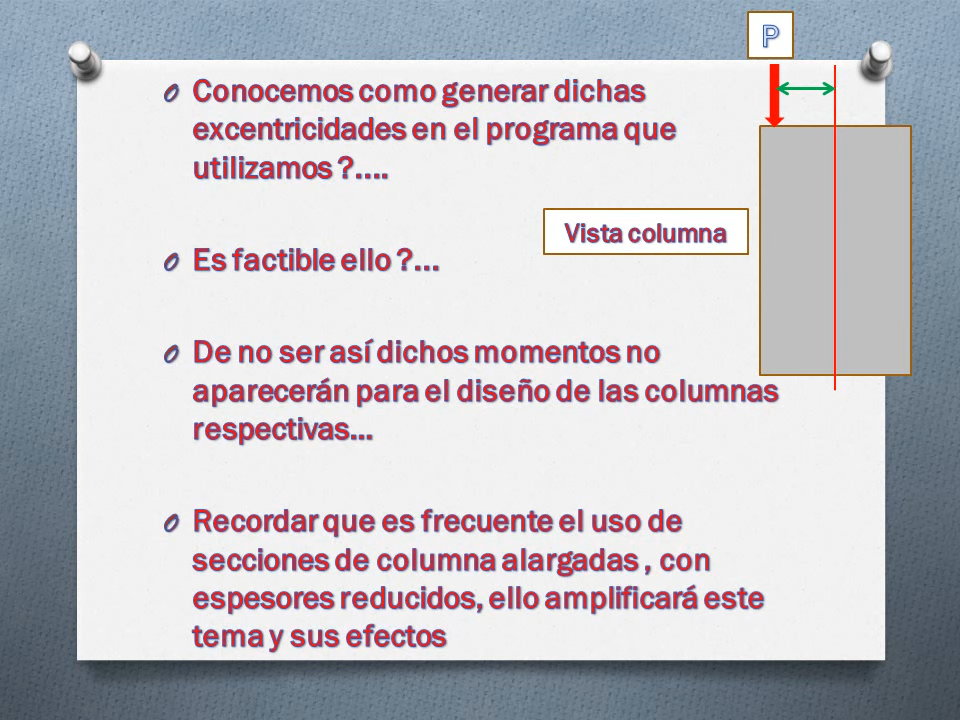 P
Conocemos como generar dichas
excentricidades en el programa que
utilizamos ?....
Vista columna
Es factible ello ?...
De no ser así dichos momentos no
aparecerán para el diseño de las columnas
respectivas...
Recordar que es frecuente el uso de
secciones de columna alargadas , con
espesores reducidos, ello amplificará este
tema y sus efectos